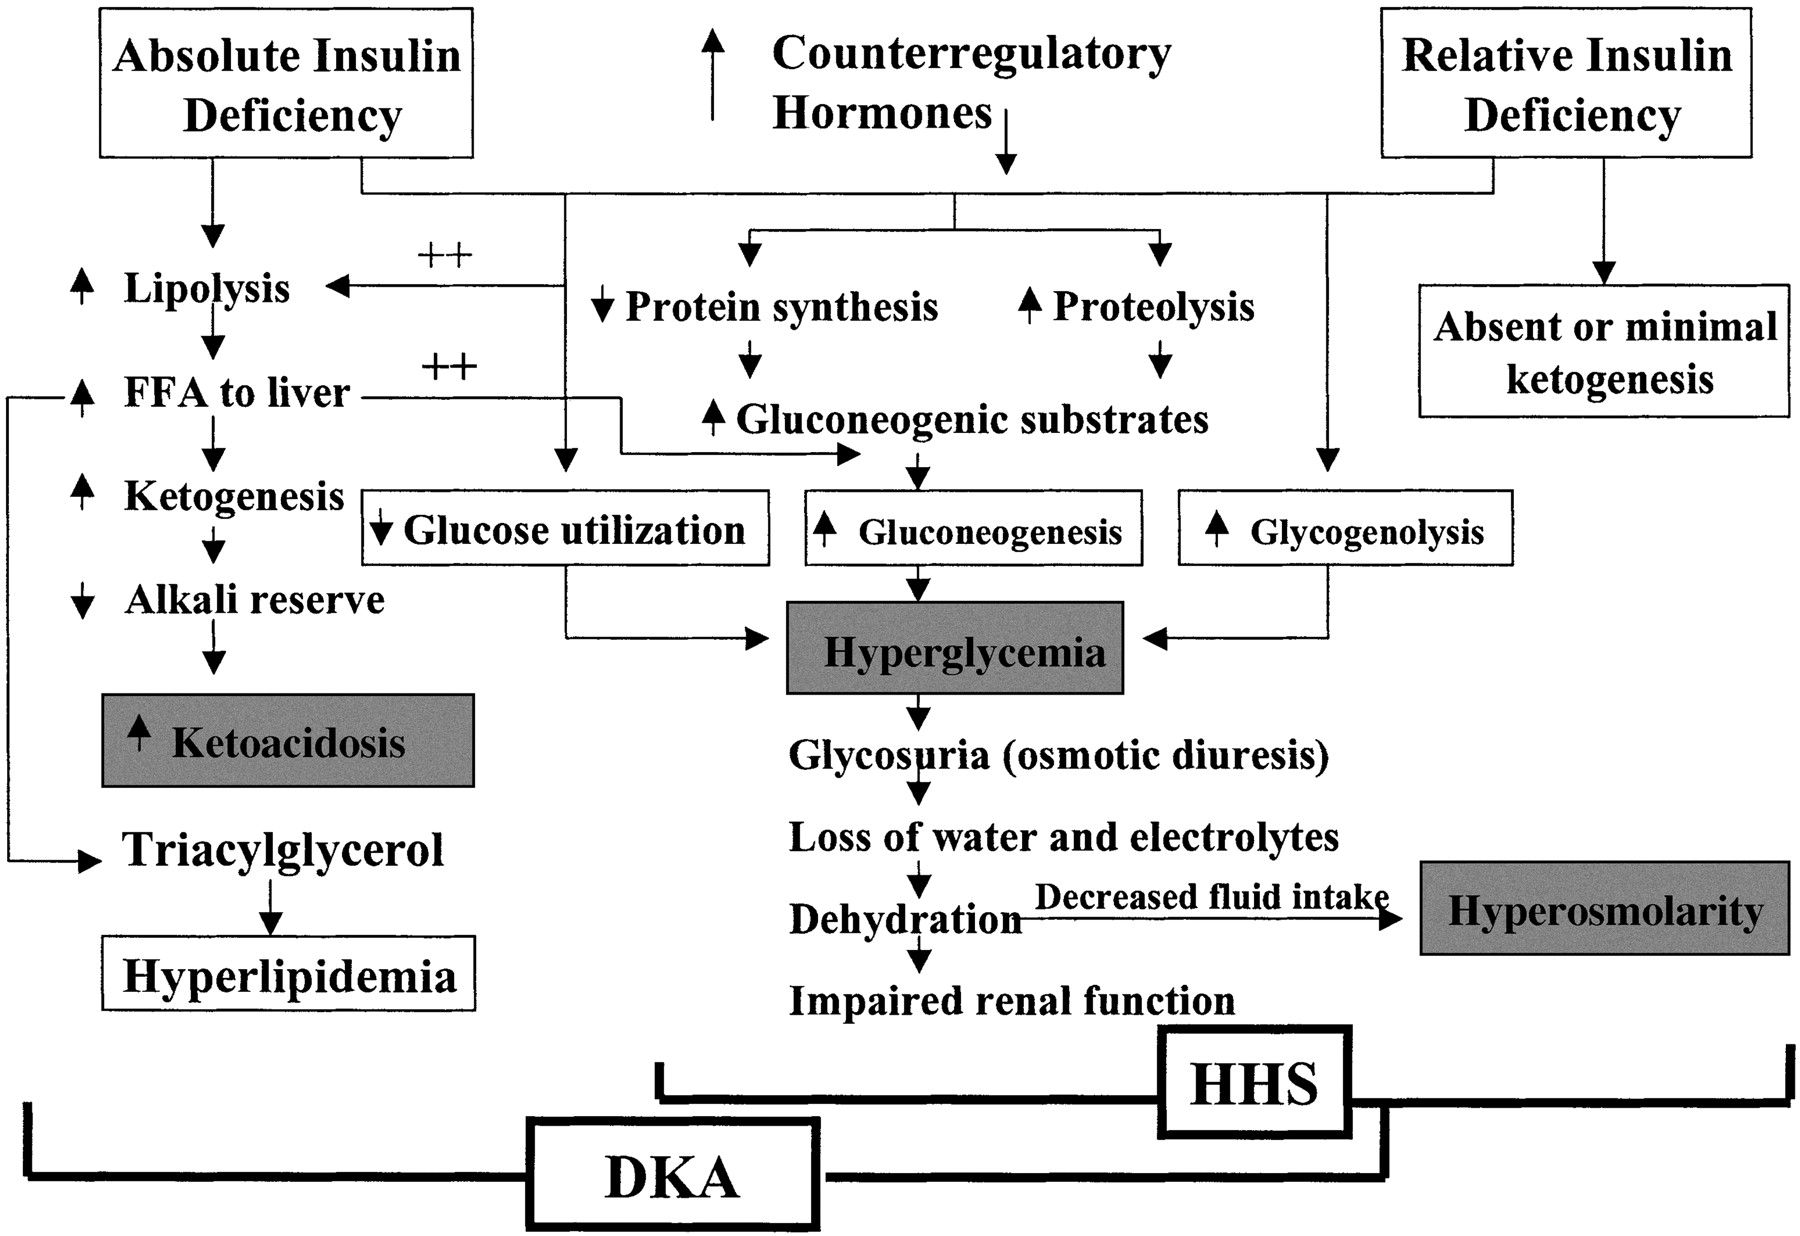 Absolute Insulin
Deficiency
Counterregulatory
Hormones
Relative Insulin
Deficiency
++
Lipolysis
Protein synthesis
Proteolysis
Absent or minimal
ketogenesis
++
FFA to liver
Gluconeogenic substrates
Ketogenesis
Glucose utilization
Gluconeogenesis
Glycogenolysis
Alkali reserve
Hyperglycemia
Ketoacidosis
Glycosuria (osmotic diuresis)
Triacylglycerol
Loss of water and electrolytes
Decreased fluid intake
Dehydration
Hyperosmolarity
Hyperlipidemia
Impaired renal function
HHS
DKA